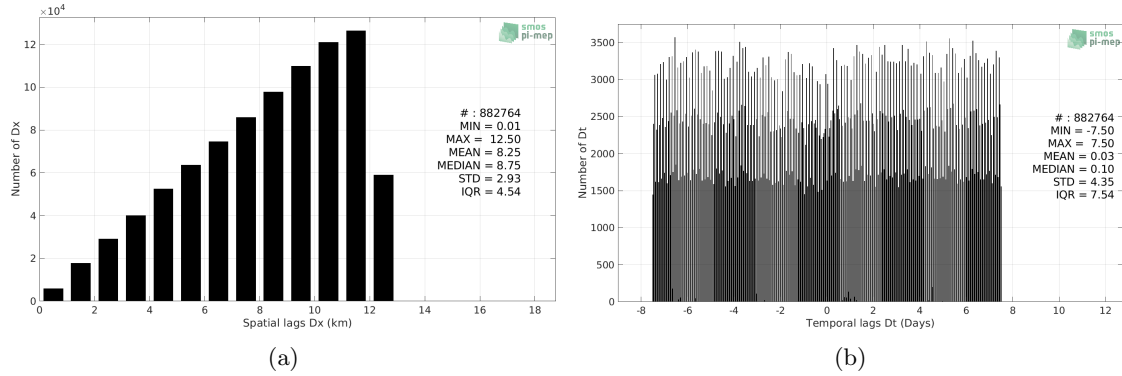 ×10⁴
12
10
8
6
4
2
0
Number of Dx
0 2 4 6 8 10 12 14 16 18
Spatial lags Dx (km)
smos
pi-mep
# : 882764
MIN = 0.01
MAX = 12.50
MEAN = 8.25
MEDIAN = 8.75
STD = 2.93
IQR = 4.54
(a)
3500
3000
2500
2000
1500
1000
500
0
Number of Dt
-8 -6 -4 -2 0 2 4 6 8 10 12
Temporal lags Dt (Days)
smos
pi-mep
# : 882764
MIN = -7.50
MAX = 7.50
MEAN = 0.03
MEDIAN = 0.10
STD = 4.35
IQR = 7.54
(b)